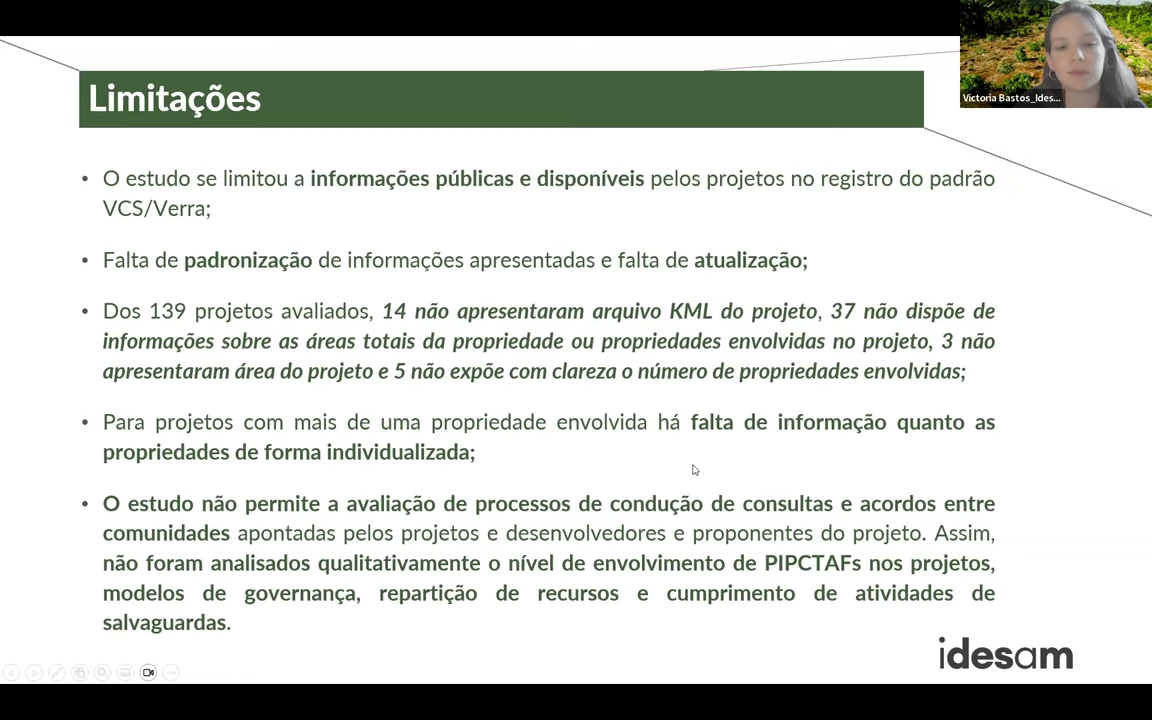 Limitações
Victoria Bastos_Ides...
• O estudo se limitou a informações públicas e disponíveis pelos projetos no registro do padrão
VCS/Verra;
• Falta de padronização de informações apresentadas e falta de atualização;
• Dos 139 projetos avaliados, 14 não apresentaram arquivo KML do projeto, 37 não dispõe de
informações sobre as áreas totais da propriedade ou propriedades envolvidas no projeto, 3 não
apresentaram área do projeto e 5 não expõe com clareza o número de propriedades envolvidas;
• Para projetos com mais de uma propriedade envolvida há falta de informação quanto as
propriedades de forma individualizada;
• O estudo não permite a avaliação de processos de condução de consultas e acordos entre
comunidades apontadas pelos projetos e desenvolvedores e proponentes do projeto. Assim,
não foram analisados qualitativamente o nível de envolvimento de PIPCTAFs nos projetos,
modelos de governança, repartição de recursos e cumprimento de atividades de
salvaguardas.
idesam